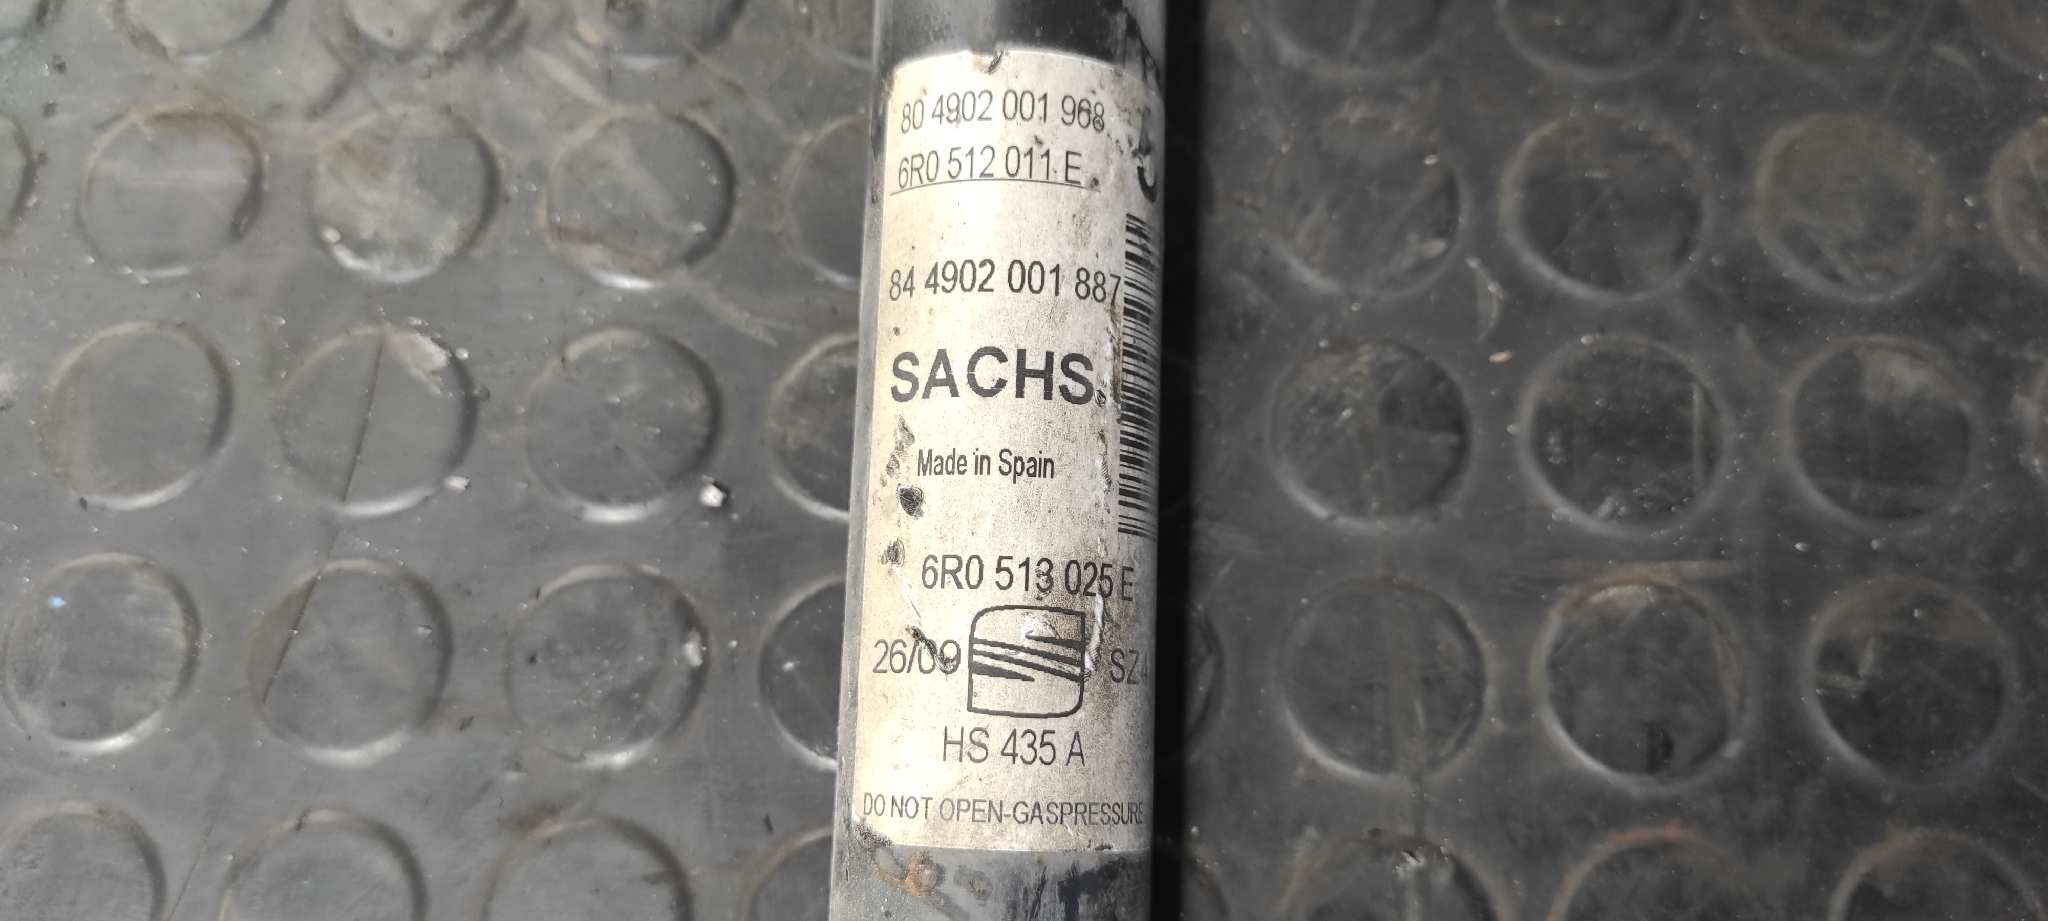 80 4902 001 968
6R0 512 011 E
84 4902 001 887
SACHS
Made in Spain
6R0 513 025 E
26/09 SZ4
HS 435 A
DO NOT OPEN-GASPRESSURE